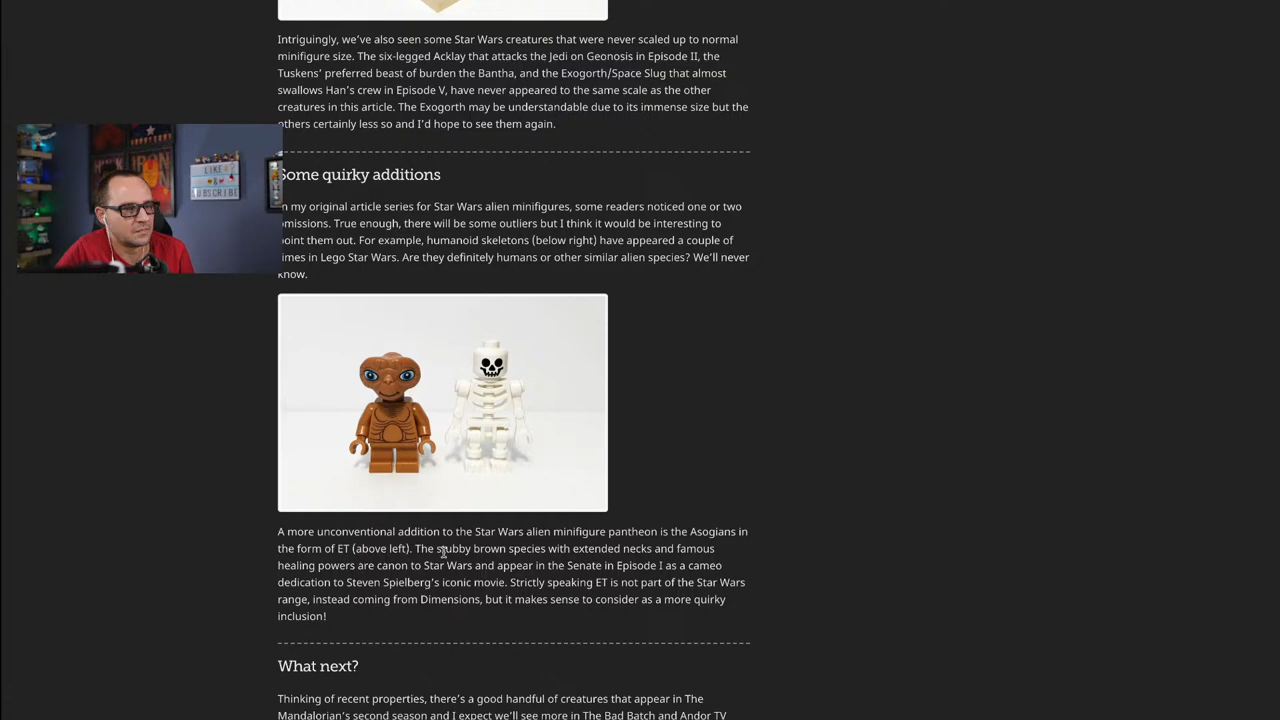 Intriguingly, we've also seen some Star Wars creatures that were never scaled up to normal
minifigure size. The six-legged Acklay that attacks the Jedi on Geonosis in Episode II, the
Tuskens' preferred beast of burden the Bantha, and the Exogorth/Space Slug that almost
swallows Han's crew in Episode V, have never appeared to the same scale as the other
creatures in this article. The Exogorth may be understandable due to its immense size but the
others certainly less so and I'd hope to see them again.
LIKE
SUBSCRIBE
Some quirky additions
In my original article series for Star Wars alien minifigures, some readers noticed one or two
omissions. True enough, there will be some outliers but I think it would be interesting to
point them out. For example, humanoid skeletons (below right) have appeared a couple of
times in Lego Star Wars. Are they definitely humans or other similar alien species? We'll never
know.
A more unconventional addition to the Star Wars alien minifigure pantheon is the Asogians in
the form of ET (above left). The stubby brown species with extended necks and famous
healing powers are canon to Star Wars and appear in the Senate in Episode I as a cameo
dedication to Steven Spielberg's iconic movie. Strictly speaking ET is not part of the Star Wars
range, instead coming from Dimensions, but it makes sense to consider as a more quirky
inclusion!
What next?
Thinking of recent properties, there's a good handful of creatures that appear in The
Mandalorian's second season and I expect we'll see more in The Bad Batch and Andor TV